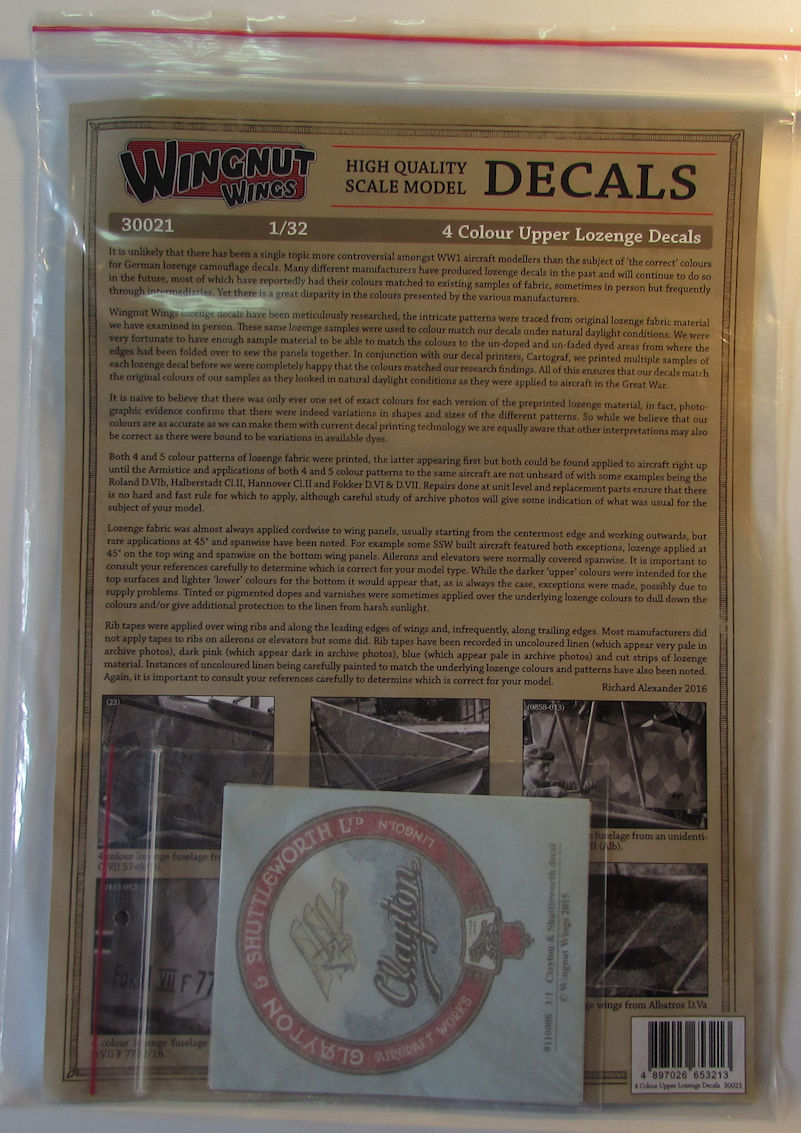 WINGNUT
WINGS
HIGH QUALITY
SCALE MODEL
DECALS
30021
1/32
4 Colour Upper Lozenge Decals
It is unlikely that there has been a single topic more controversial amongst WW1 aircraft modellers than the subject of 'the correct' colours
for German lozenge camouflage decals. Many different manufacturers have produced lozenge decals in the past and will continue to do so
in the future, most of which have reportedly had their colours matched to existing samples of fabric, sometimes in person but frequently
through intermediaries. Yet there is a great disparity in the colours presented by the various manufacturers.
Wingnut Wings lozenge decals have been meticulously researched, the intricate patterns were traced from original lozenge fabric material
we have examined in person. These same lozenge samples were used to colour match our decals under natural daylight conditions. We were
very fortunate to have enough sample material to be able to match the colours to the un-doped and un-faded dyed areas from where the
edges had been folded over to sew the panels together. In conjunction with our decal printers, Cartograf, we printed multiple samples of
each lozenge decal before we were completely happy that the colours matched our research findings. All of this ensures that our decals match
the original colours of our samples as they looked in natural daylight conditions as they were applied to aircraft in the Great War.
It is naive to believe that there was only ever one set of exact colours for each version of the preprinted lozenge material, in fact, photo-
graphic evidence confirms that there were indeed variations in shapes and sizes of the different patterns. So while we believe that our
colours are as accurate as we can make them with current decal printing technology we are equally aware that other interpretations may also
be correct as there were bound to be variations in available dyes.
Both 4 and 5 colour patterns of lozenge fabric were printed, the latter appearing first but both could be found applied to aircraft right up
until the Armistice and applications of both 4 and 5 colour patterns to the same aircraft are not unheard of with some examples being the
Roland D.VIb, Halberstadt Cl.II, Hannover Cl.II and Fokker D.VI & D.VII. Repairs done at unit level and replacement parts ensure that there
is no hard and fast rule for which to apply, although careful study of archive photos will give some indication of what was usual for the
subject of your model.
Lozenge fabric was almost always applied cordwise to wing panels, usually starting from the centermost edge and working outwards, but
rare applications at 45° and spanwise have been noted. For example some SSW built aircraft featured both exceptions, lozenge applied at
45° on the top wing and spanwise on the bottom wing panels. Ailerons and elevators were normally covered spanwise. It is important to
consult your references carefully to determine which is correct for your model type. While the darker 'upper' colours were intended for the
top surfaces and lighter 'lower' colours for the bottom it would appear that, as is always the case, exceptions were made, possibly due to
supply problems. Tinted or pigmented dopes and varnishes were sometimes applied over the underlying lozenge colours to dull down the
colours and/or give additional protection to the linen from harsh sunlight.
Rib tapes were applied over wing ribs and along the leading edges of wings and, infrequently, along trailing edges. Most manufacturers did
not apply tapes to ribs on ailerons or elevators but some did. Rib tapes have been recorded in uncoloured linen (which appear very pale in
archive photos), dark pink (which appear dark in archive photos), blue (which appear pale in archive photos) and cut strips of lozenge
material. Instances of uncoloured linen being carefully painted to match the underlying lozenge colours and patterns have also been noted.
Again, it is important to consult your references carefully to determine which is correct for your model.
Richard Alexander 2016
(23)
(0858-013)
4 colour lozenge fuselage
fuselage from an unidenti-
(Alb).
VII F 77
colour lozenge fuselage
wings from Albatros D.Va
CLAYTON & SHUTTLEWORTH LTD LINCOLN
AIRCRAFT WORKS
Clayton
9110008 1/1 Clayton & Shuttleworth decal
© Wingnut Wings 2015
4 897026 653213
4 Colour Upper Lozenge Decals 30021